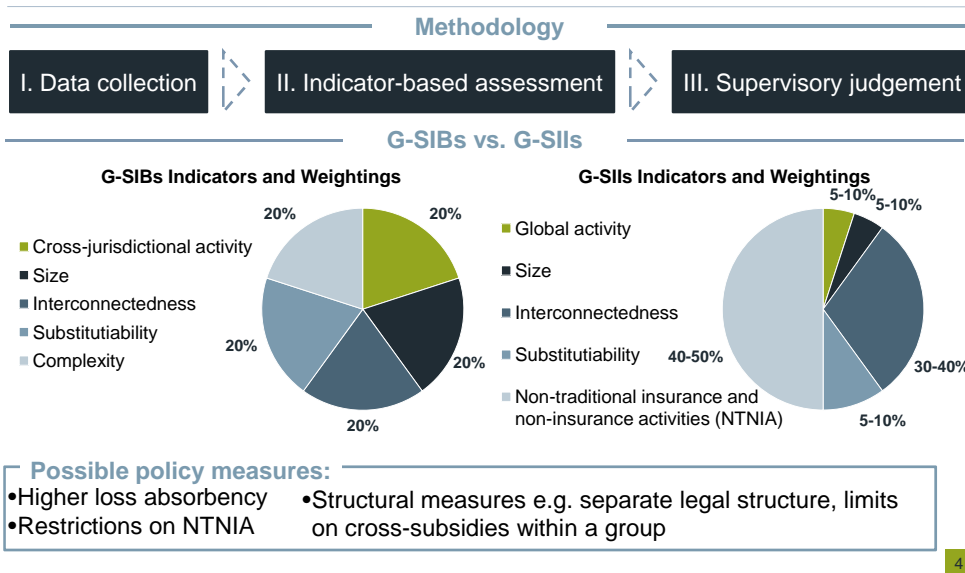 Methodology
I. Data collection
II. Indicator-based assessment
III. Supervisory judgement
G-SIBs vs. G-SIIs
G-SIBs Indicators and Weightings
Cross-jurisdictional activity
Size
Interconnectedness
Substitutiability
Complexity
20%
20%
20%
20%
20%
G-SIIs Indicators and Weightings
Global activity
Size
Interconnectedness
Substitutiability
Non-traditional insurance and
non-insurance activities (NTNIA)
5-10%
5-10%
30-40%
5-10%
40-50%
Possible policy measures:
•Higher loss absorbency
•Restrictions on NTNIA
•Structural measures e.g. separate legal structure, limits
on cross-subsidies within a group
4